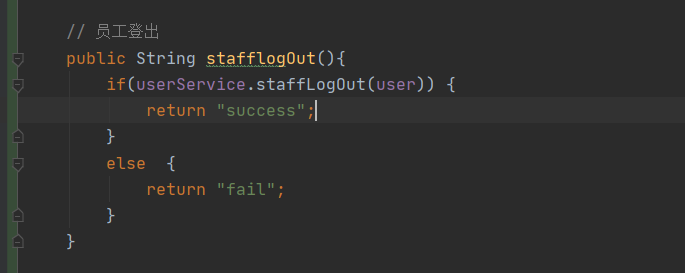 // 员工登出
public String stafflogOut(){
if(userService.staffLogOut(user)) {
return "success";
}
else  {
return "fail";
}
}